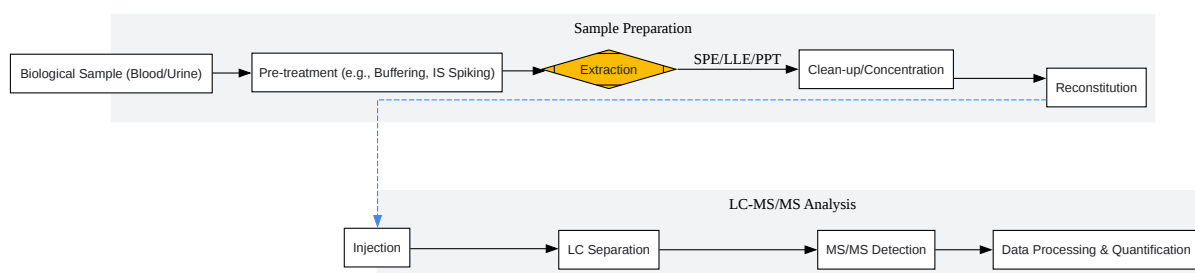 Sample Preparation
Biological Sample (Blood/Urine)
Pre-treatment (e.g., Buffering, IS Spiking)
Extraction
SPE/LLE/PPT
Clean-up/Concentration
Reconstitution
LC-MS/MS Analysis
Injection
LC Separation
MS/MS Detection
Data Processing & Quantification